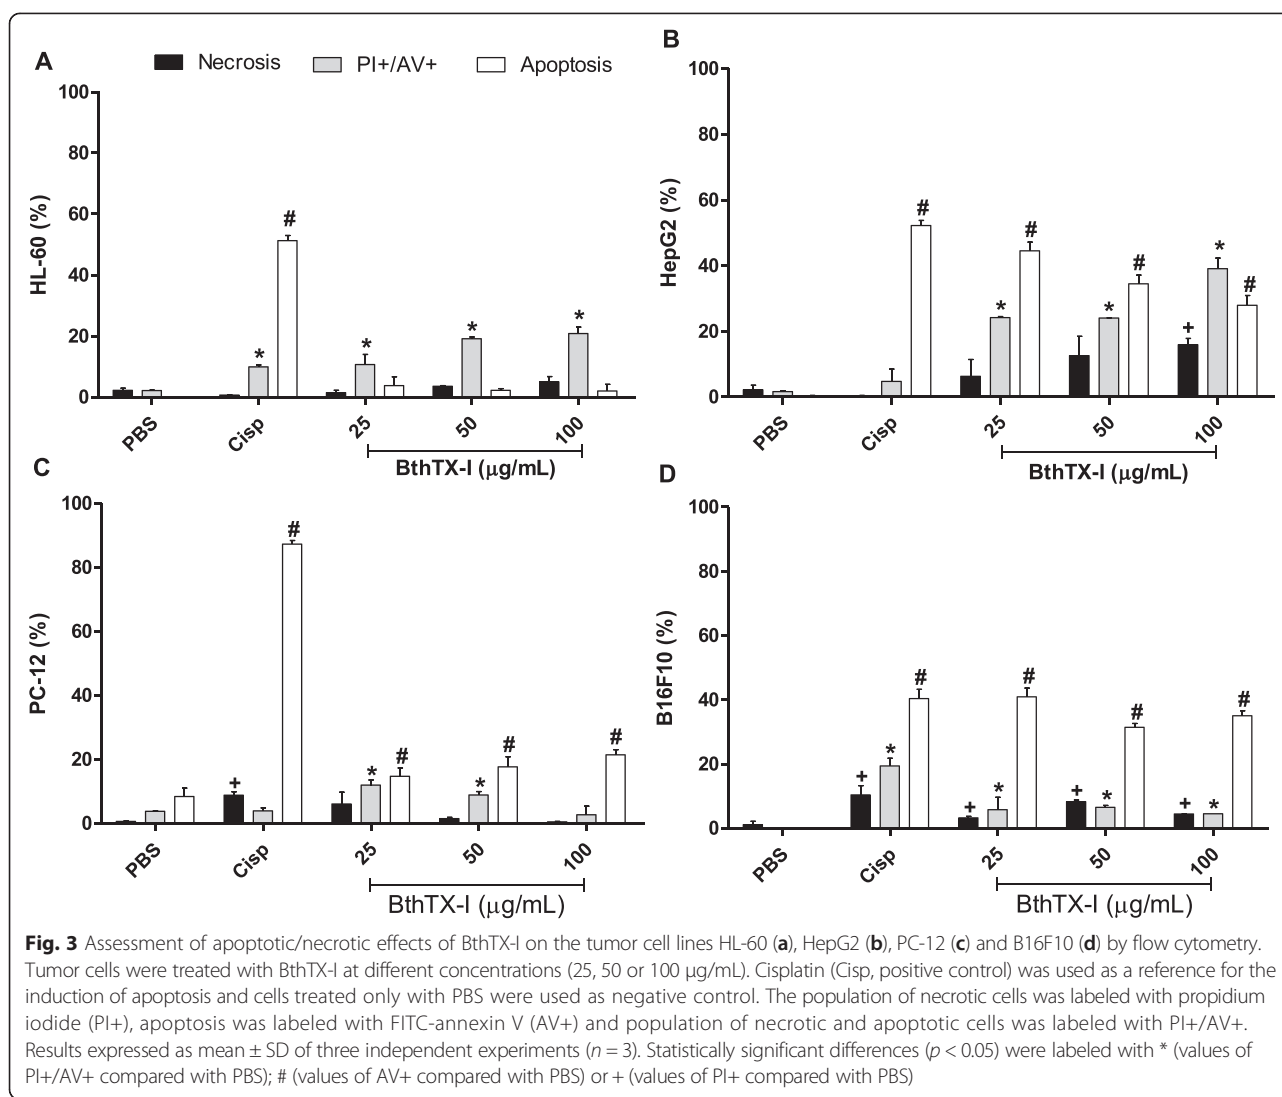 A
Necrosis PI+/AV+ Apoptosis
100
80
60
40
20
0
HL-60 (%)
#
*
*
*
*
PBS Cisp 25 50 100
BthTX-I (μg/mL)
B
100
80
60
40
20
0
HepG2 (%)
#
*
#
*
#
+
*
#
PBS Cisp 25 50 100
BthTX-I (μg/mL)
C
100
80
60
40
20
0
PC-12 (%)
+
#
*
#
*
#
#
PBS Cisp 25 50 100
BthTX-I (μg/mL)
D
100
80
60
40
20
0
B16F10 (%)
+
*
#
+
*
#
+
*
#
+
*
#
PBS Cisp 25 50 100
BthTX-I (μg/mL)
Fig. 3 Assessment of apoptotic/necrotic effects of BthTX-I on the tumor cell lines HL-60 (a), HepG2 (b), PC-12 (c) and B16F10 (d) by flow cytometry.
Tumor cells were treated with BthTX-I at different concentrations (25, 50 or 100 μg/mL). Cisplatin (Cisp, positive control) was used as a reference for the
induction of apoptosis and cells treated only with PBS were used as negative control. The population of necrotic cells was labeled with propidium
iodide (PI+), apoptosis was labeled with FITC-annexin V (AV+) and population of necrotic and apoptotic cells was labeled with PI+/AV+.
Results expressed as mean ± SD of three independent experiments (n = 3). Statistically significant differences (p < 0.05) were labeled with * (values of
PI+/AV+ compared with PBS); # (values of AV+ compared with PBS) or + (values of PI+ compared with PBS)